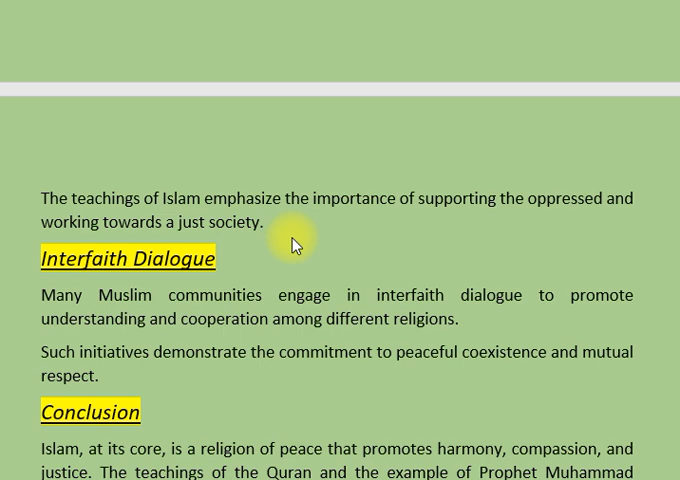 The teachings of Islam emphasize the importance of supporting the oppressed and
working towards a just society.
Interfaith Dialogue
Many Muslim communities engage in interfaith dialogue to promote
understanding and cooperation among different religions.
Such initiatives demonstrate the commitment to peaceful coexistence and mutual
respect.
Conclusion
Islam, at its core, is a religion of peace that promotes harmony, compassion, and
justice. The teachings of the Quran and the example of Prophet Muhammad